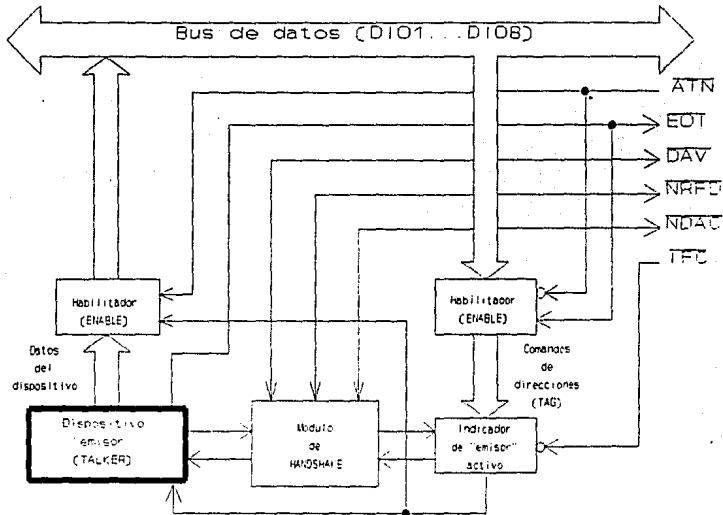 Bus de datos (DIO1...DIO8)
ATN
EOT
DAV
NRFD
NDAC
IFC
Habilitador
(ENABLE)
Habilitador
(ENABLE)
Datos
del
dispositivo
Comandos
de
direcciones
(TAG)
Dispositivo
"emisor"
(TALKER)
Modulo
de
HANDSHAKE
Indicador
de "emisor"
activo